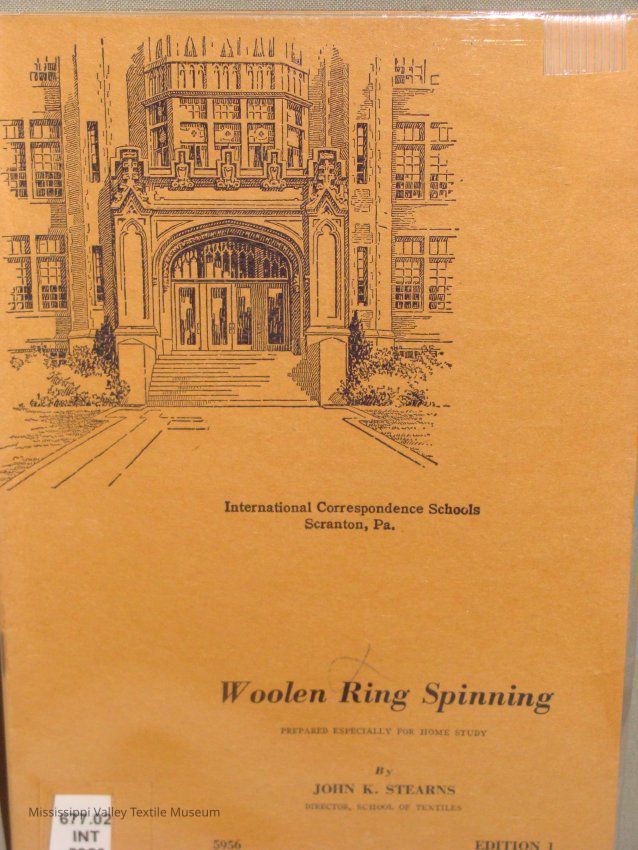 International Correspondence Schools
Scranton, Pa.
Woolen Ring Spinning
PREPARED ESPECIALLY FOR HOME STUDY
By
JOHN K. STEARNS
DIRECTOR, SCHOOL OF TEXTILES
Mississippi Valley Textile Museum
677.02
INT
5956 EDITION 1